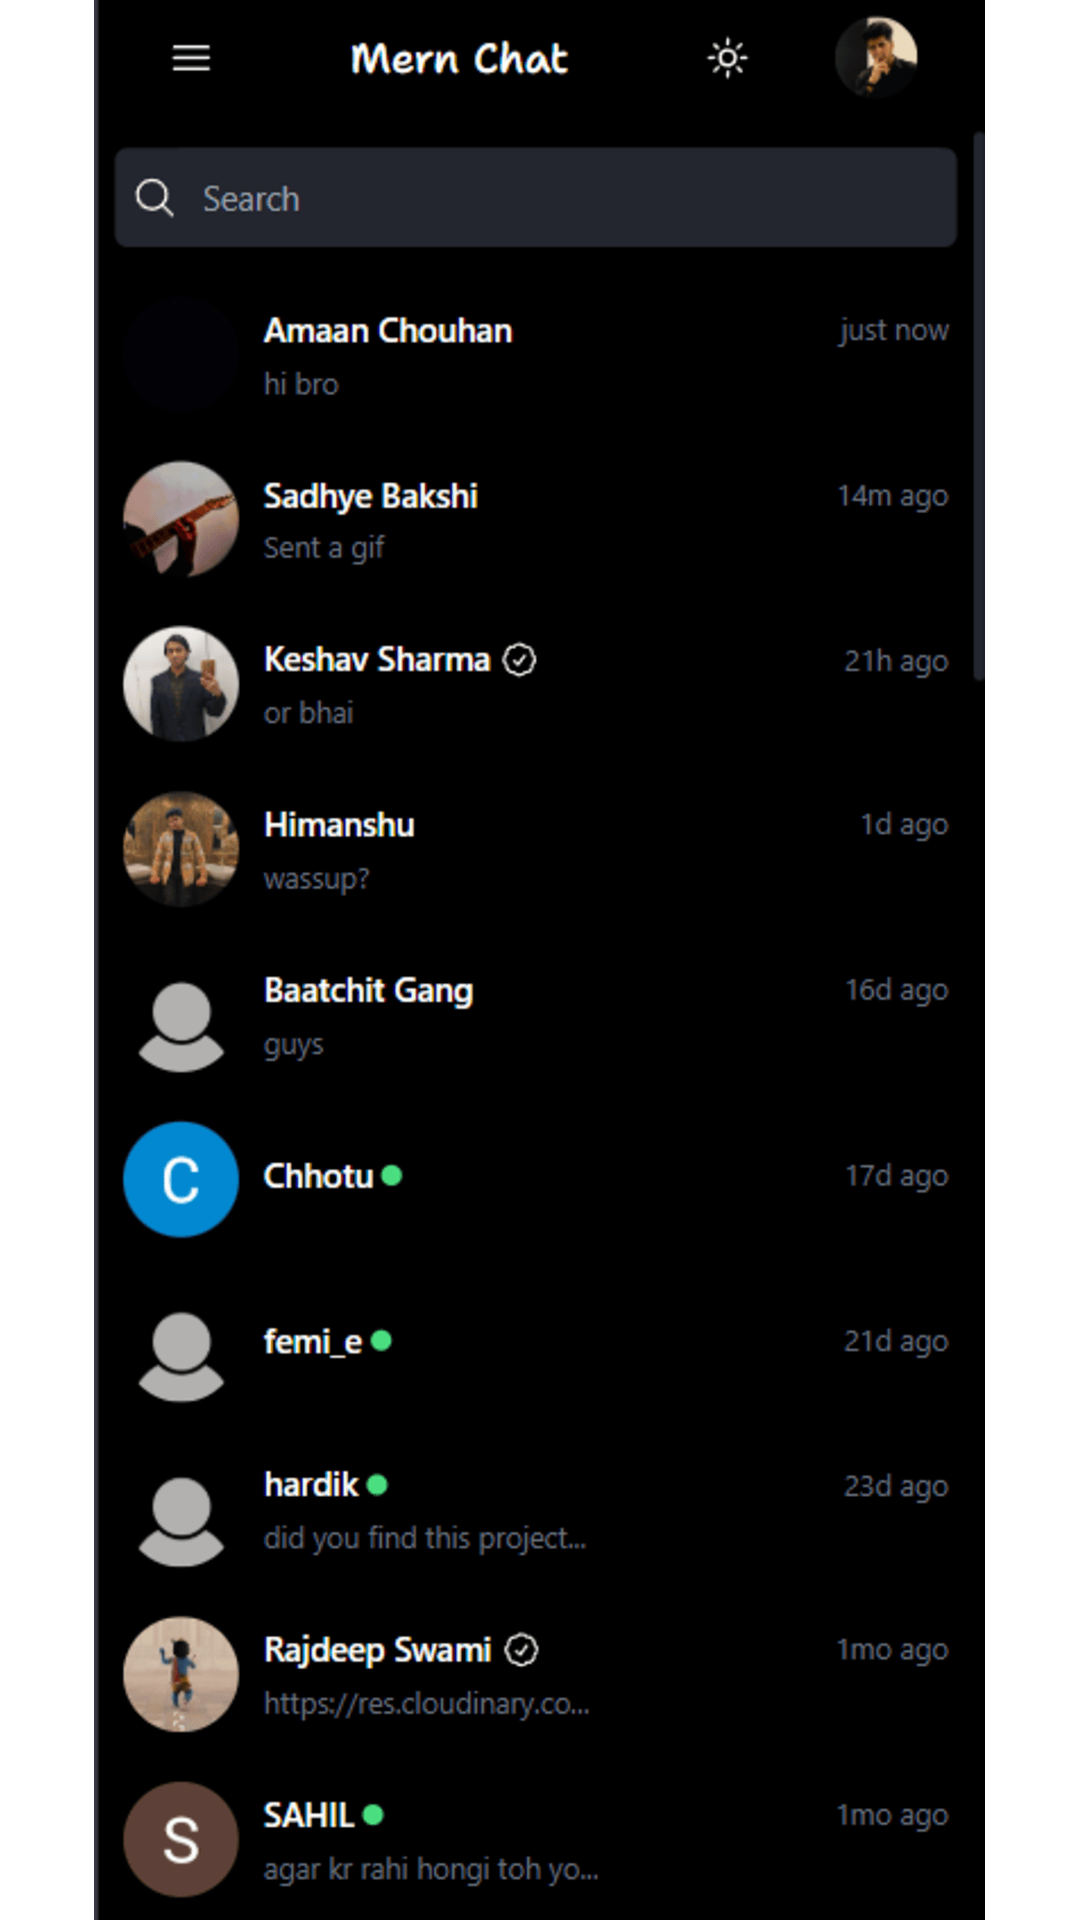 Mern Chat
Search
Amaan Chouhan just now
hi bro
Sadhye Bakshi 14m ago
Sent a gif
Keshav Sharma 21h ago
or bhai
Himanshu 1d ago
wassup?
Baatchit Gang 16d ago
guys
C
Chhotu 17d ago
femi_e 21d ago
hardik 23d ago
did you find this project...
Rajdeep Swami 1mo ago
https://res.cloudinary.co...
S
SAHIL 1mo ago
agar kr rahi hongi toh yo...